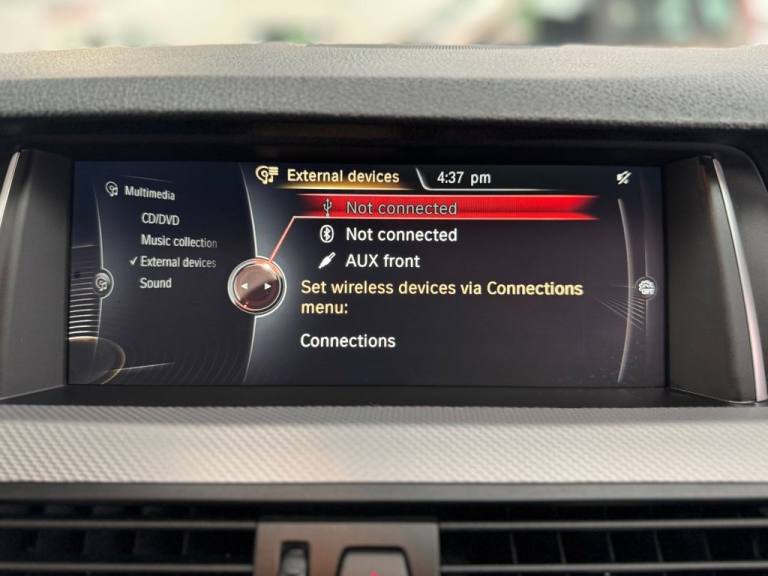 External devices
4:37 pm
Multimedia
CD/DVD
Music collection
External devices
Sound
Not connected
Not connected
AUX front
Set wireless devices via Connections
menu:
Connections